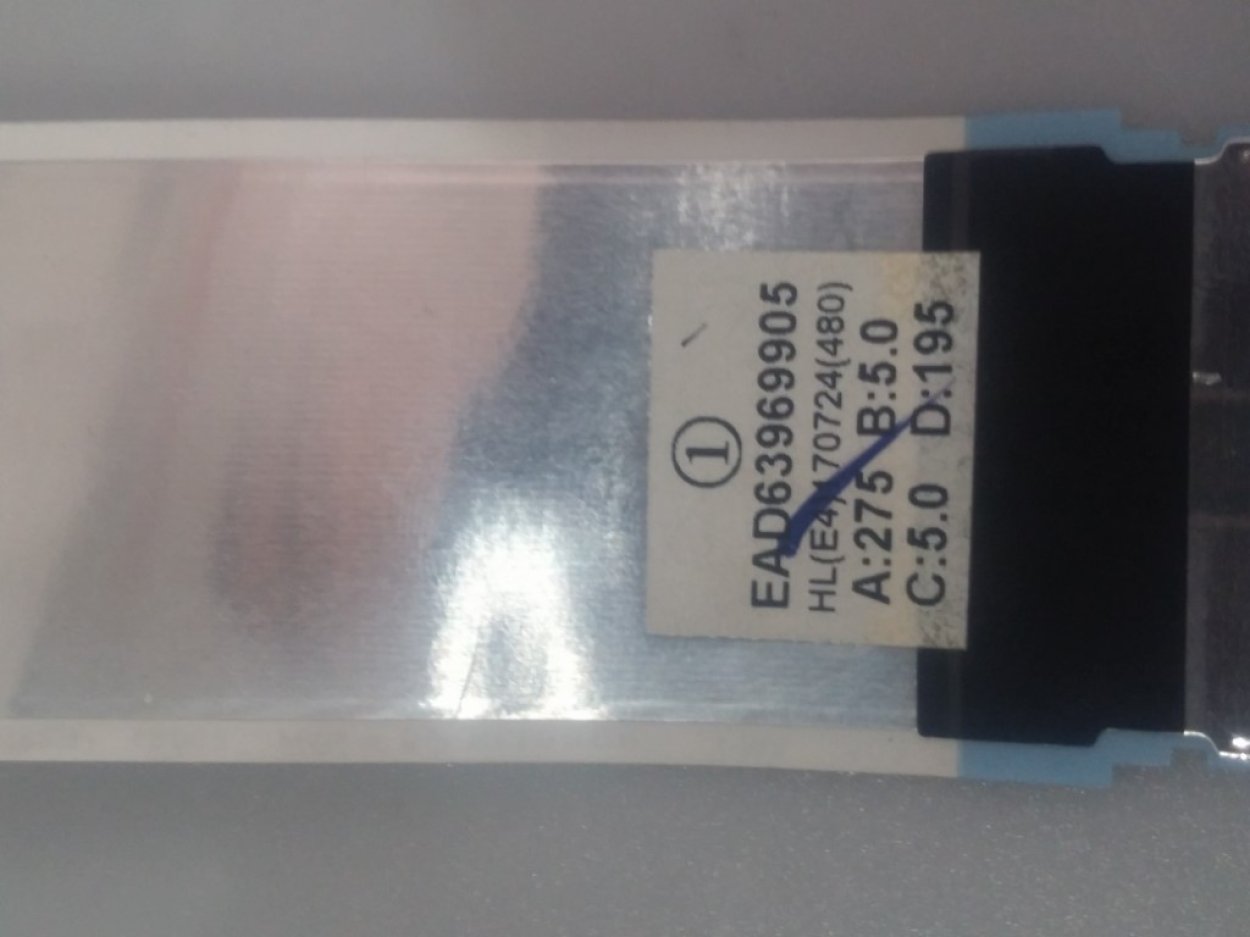 ①
EAD63969905
HL(E4)170724(480)
A:275 B:5.0
C:5.0 D:195